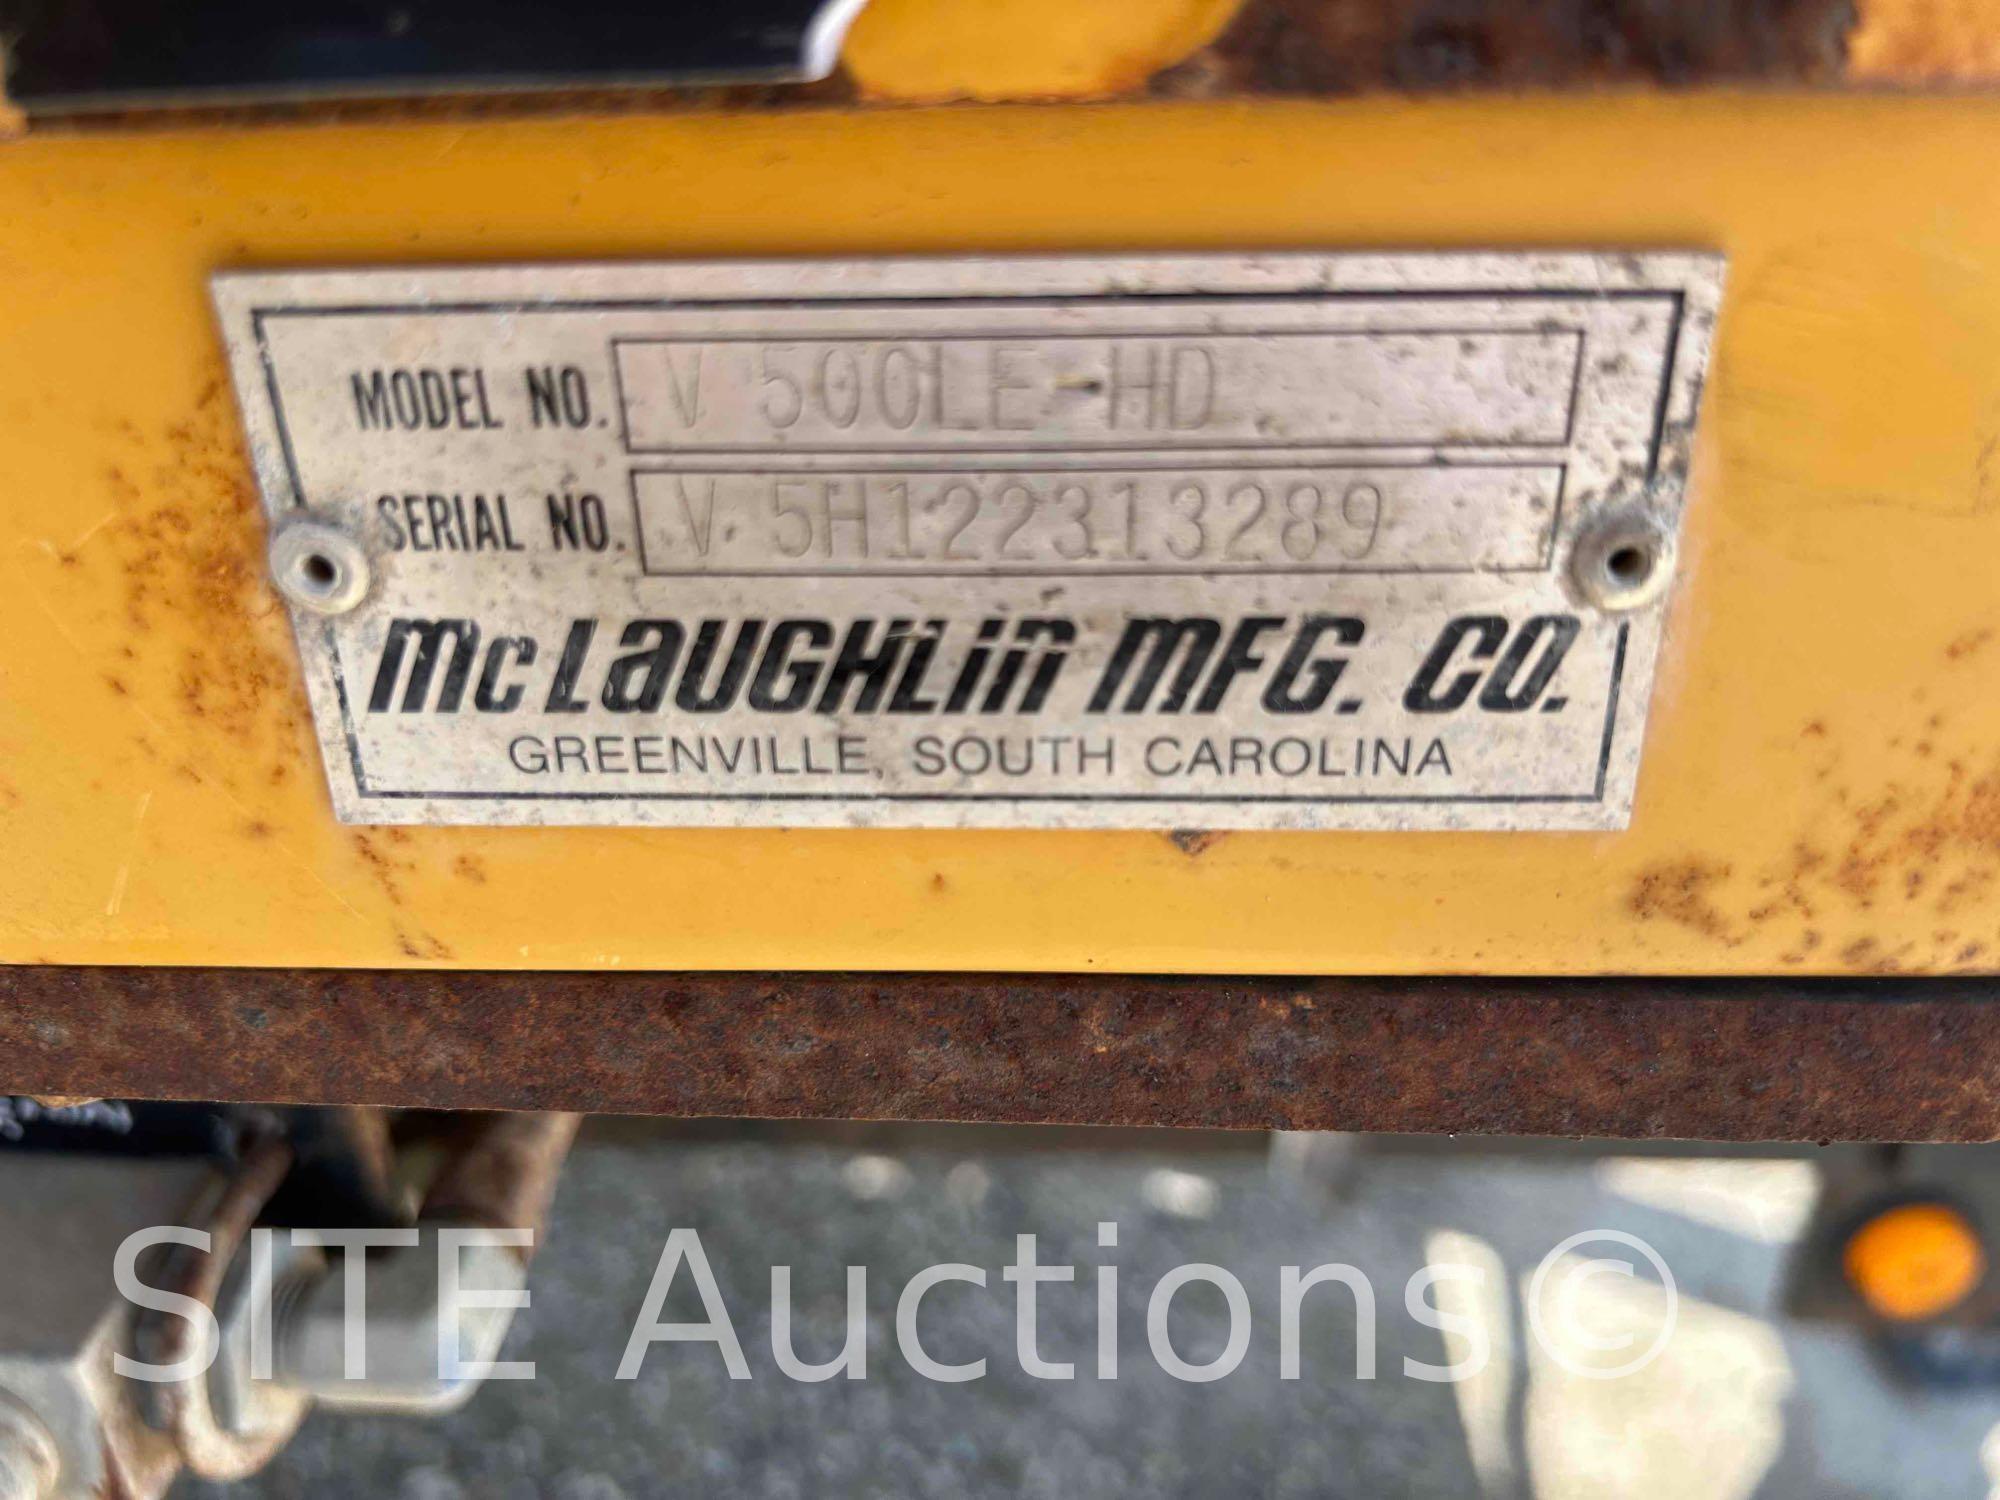 MODEL NO. V 500LE-HD
SERIAL NO. V 5H122313289
McLAUGHLIN MFG. CO.
GREENVILLE, SOUTH CAROLINA
SITE Auctions©